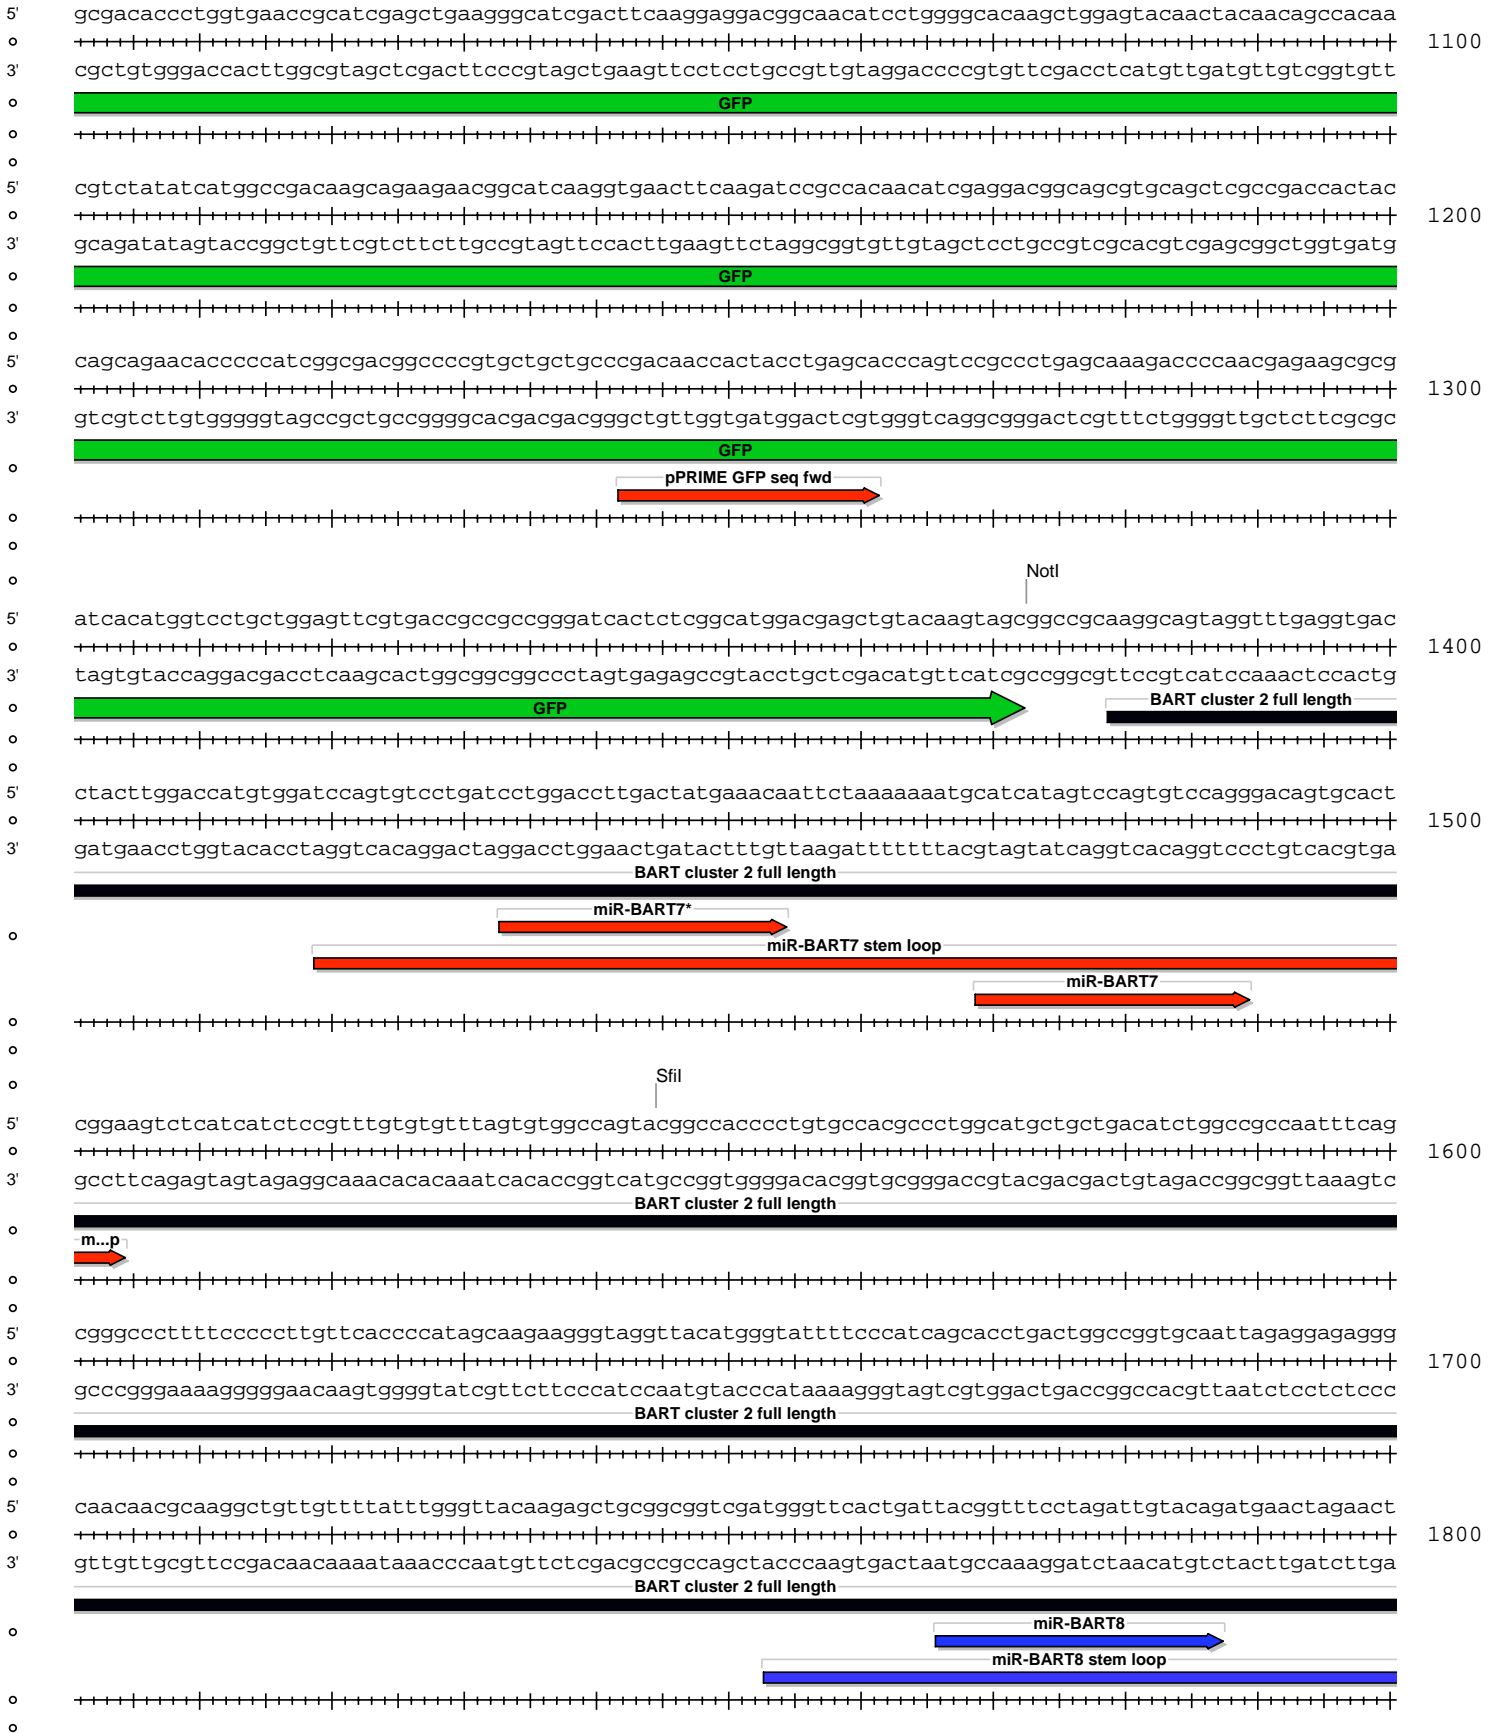 5' gcgacaccctggtgaaccgcatcgagctgaagggcatcgacttcaaggaggacggcaacatcctggggcacaagctggagtacaactacaacagccacaa
1100
3' cgctgtgggaccacttggcgtagctcgacttcccgtagctgaagttcctcctgccgttgtaggaccccgtgttcgacctcatgttgatgttgtcggtgtt
GFP
5' cgtctatatcatggccgacaagcagaagaacggcatcaaggtgaacttcaagatccgccacaacatcgaggacggcagcgtgcagctcgccgaccactac
1200
3' gcagatatagtaccggctgttcgtcttcttgccgtagttccacttgaagttctaggcggtgttgtagctcctgccgtcgcacgtcgagcggctggtgatg
GFP
5' cagcagaacacccccatcggcgacggccccgtgctgctgcccgacaaccactacctgagcacccagtccgccctgagcaaagaccccaacgagaagcgcg
1300
3' gtcgtcttgtgggggtagccgctgccggggcacgacgacgggctgttggtgatggactcgtgggtcaggcgggactcgtttctggggttgctcttcgcgc
GFP
pPRIME GFP seq fwd
NotI
5' atcacatggtcctgctggagttcgtgaccgccgccgggatcactctcggcatggacgagctgtacaagtagcggccgcaaggcagtaggtttgaggtgac
1400
3' tagtgtaccaggacgacctcaagcactggcggcggccctagtgagagccgtacctgctcgacatgttcatcgccggcgttccgtcatccaaactccactg
GFP
BART cluster 2 full length
5' ctacttggaccatgtggatccagtgtcctgatcctggaccttgactatgaaacaattctaaaaaaatgcatcatagtccagtgtccagggacagtgcact
1500
3' gatgaacctggtacacctaggtcacaggactaggacctggaactgatactttgttaagatttttttacgtagtatcaggtcacaggtccctgtcacgtga
BART cluster 2 full length
miR-BART7*
miR-BART7 stem loop
miR-BART7
SfiI
5' cggaagtctcatcatctccgtttgtgtgtttagtgtggccagtacggccacccctgtgccacgccctggcatgctgctgacatctggccgccaatttcag
1600
3' gccttcagagtagtagaggcaaacacacaaatcacaccggtcatgccggtggggacacggtgcgggaccgtacgacgactgtagaccggcggttaaagtc
BART cluster 2 full length
m...p
5' cgggcccttttcccccttgttcaccccatagcaagaagggtaggttacatgggtattttcccatcagcacctgactggccggtgcaattagaggagaggg
1700
3' gcccgggaaaagggggaacaagtggggtatcgttcttcccatccaatgtacccataaaagggtagtcgtggactgaccggccacgttaatctcctctccc
BART cluster 2 full length
5' caacaacgcaaggctgttgttttatttgggttacaagagctgcggcggtcgatgggttcactgattacggtttcctagattgtacagatgaactagaact
1800
3' gttgttgcgttccgacaacaaaataaacccaatgttctcgacgccgccagctacccaagtgactaatgccaaaggatctaacatgtctacttgatcttga
BART cluster 2 full length
miR-BART8
miR-BART8 stem loop